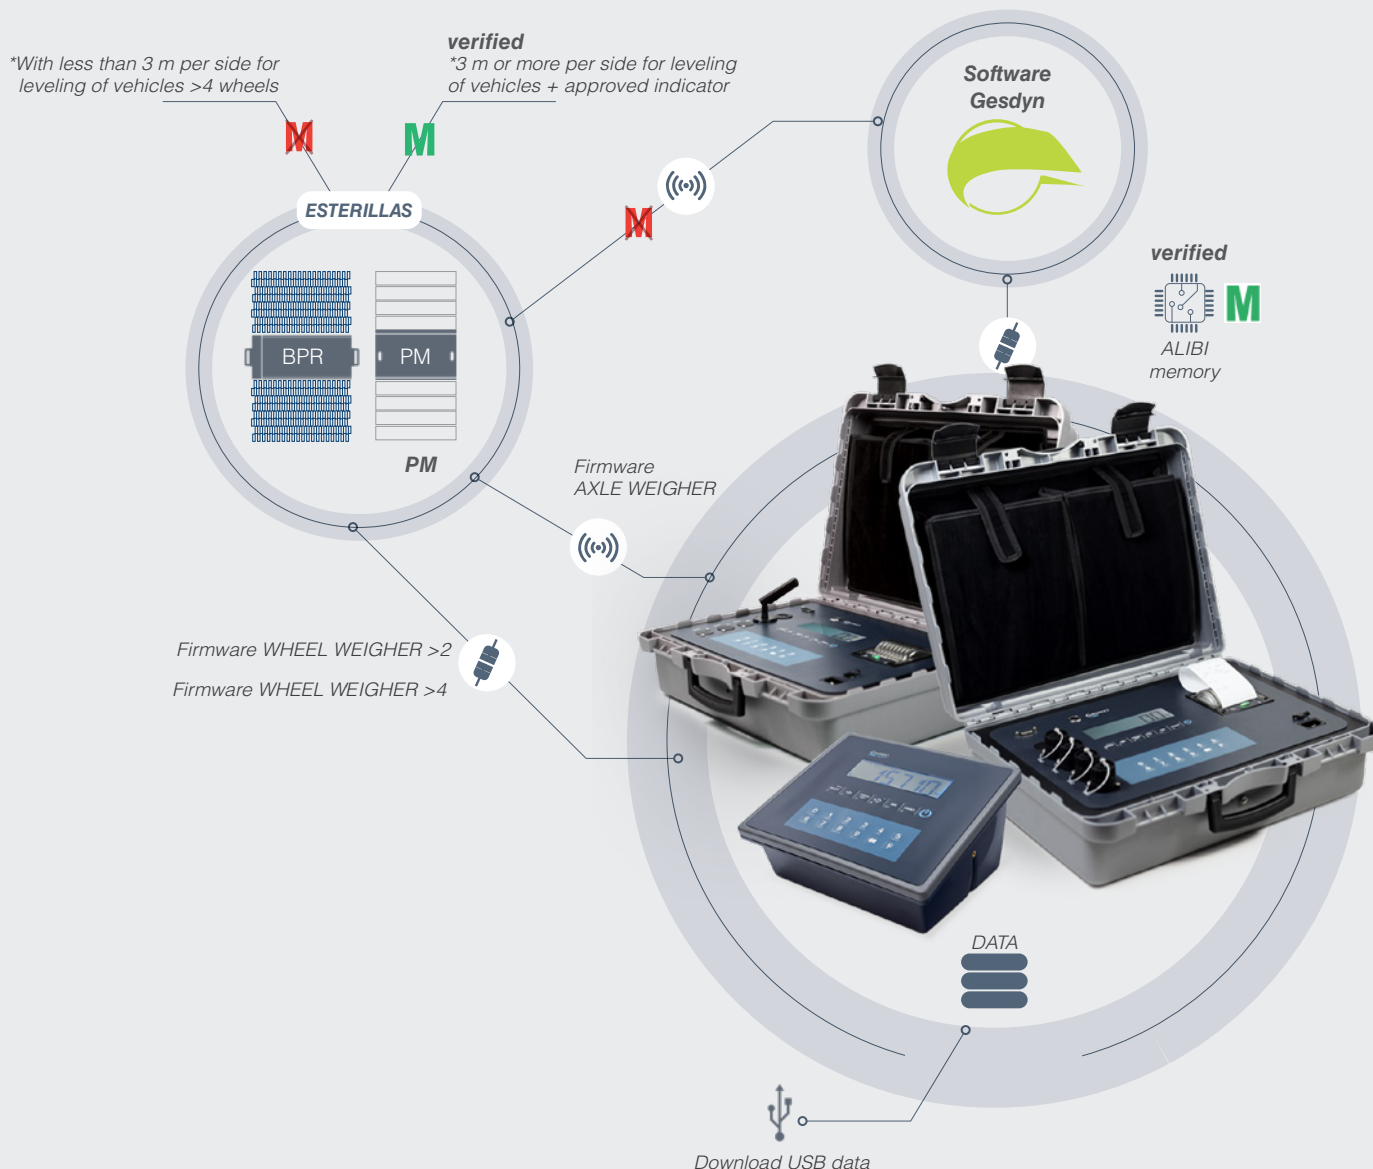 *With less than 3 m per side for
leveling of vehicles >4 wheels
verified
*3 m or more per side for leveling
of vehicles + approved indicator
M
M
ESTERILLAS
BPR
PM
PM
M
Software
Gesdyn
verified
M
ALIBI
memory
Firmware
AXLE WEIGHER
Firmware WHEEL WEIGHER >2
Firmware WHEEL WEIGHER >4
DATA
Download USB data